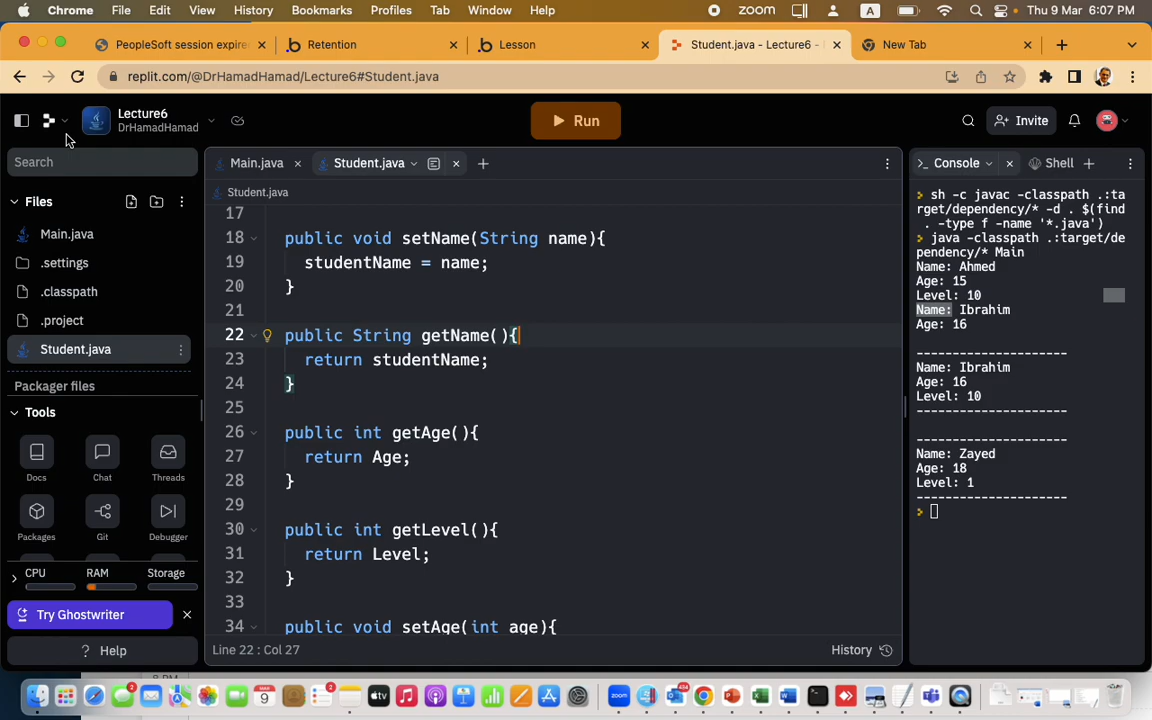 Chrome File Edit View History Bookmarks Profiles Tab Window Help zoom A Thu 9 Mar 6:07 PM
PeopleSoft session expire Retention Lesson Student.java - Lecture6 - New Tab
replit.com/@DrHamadHamad/Lecture6#Student.java
Lecture6
DrHamadHamad
Run
Invite
Search
Files
Main.java
.settings
.classpath
.project
Student.java
Packager files
Tools
Docs Chat Threads
Packages Git Debugger
CPU RAM Storage
Try Ghostwriter
? Help
Main.java Student.java
Student.java
17
18 public void setName(String name){
19 studentName = name;
20 }
21
22 public String getName(){
23 return studentName;
24 }
25
26 public int getAge(){
27 return Age;
28 }
29
30 public int getLevel(){
31 return Level;
32 }
33
34 public void setAge(int age){
Line 22 : Col 27
History
Console Shell
sh -c javac -classpath .:ta
rget/dependency/* -d . $(find
. -type f -name '*.java')
java -classpath .:target/de
pendency/* Main
Name: Ahmed
Age: 15
Level: 10
Name: Ibrahim
Age: 16
---------------------
Name: Ibrahim
Age: 16
Level: 10
---------------------
---------------------
Name: Zayed
Age: 18
Level: 1
---------------------